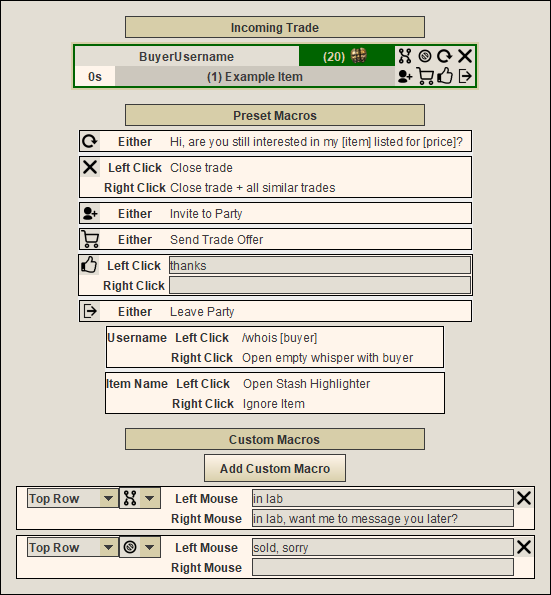 Incoming Trade
BuyerUsername (20)
0s (1) Example Item
Preset Macros
Either Hi, are you still interested in my [item] listed for [price]?
Left Click Close trade
Right Click Close trade + all similar trades
Either Invite to Party
Either Send Trade Offer
Left Click thanks
Right Click
Either Leave Party
Username Left Click /whois [buyer]
Right Click Open empty whisper with buyer
Item Name Left Click Open Stash Highlighter
Right Click Ignore Item
Custom Macros
Add Custom Macro
Top Row Left Mouse in lab
Right Mouse in lab, want me to message you later?
Top Row Left Mouse sold, sorry
Right Mouse